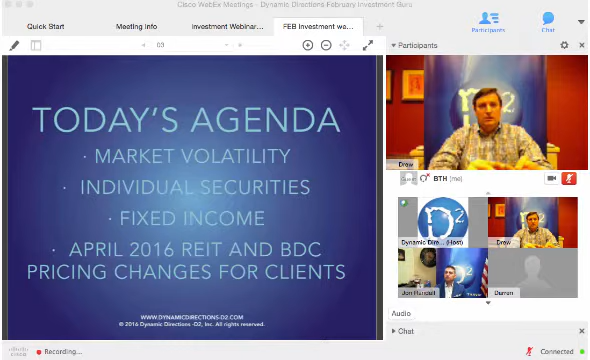 Cisco WebEx Meetings - Dynamic Directions-February Investment Guru
Quick Start
Meeting Info
Investment Webinar...
FEB Investment we...
+
Participants
Chat
03
Participants
TODAY'S AGENDA
· MARKET VOLATILITY
· INDIVIDUAL SECURITIES
· FIXED INCOME
· APRIL 2016 REIT AND BDC
PRICING CHANGES FOR CLIENTS
WWW.DYNAMICDIRECTIONS-D2.COM
© 2016 Dynamic Directions -D2, Inc. All rights reserved.
D2
Drew
BTH (me)
D2
Dynamic Dire... (Host)
Drew
Jon Randall
Darren
Audio
Chat
Recording...
Connected